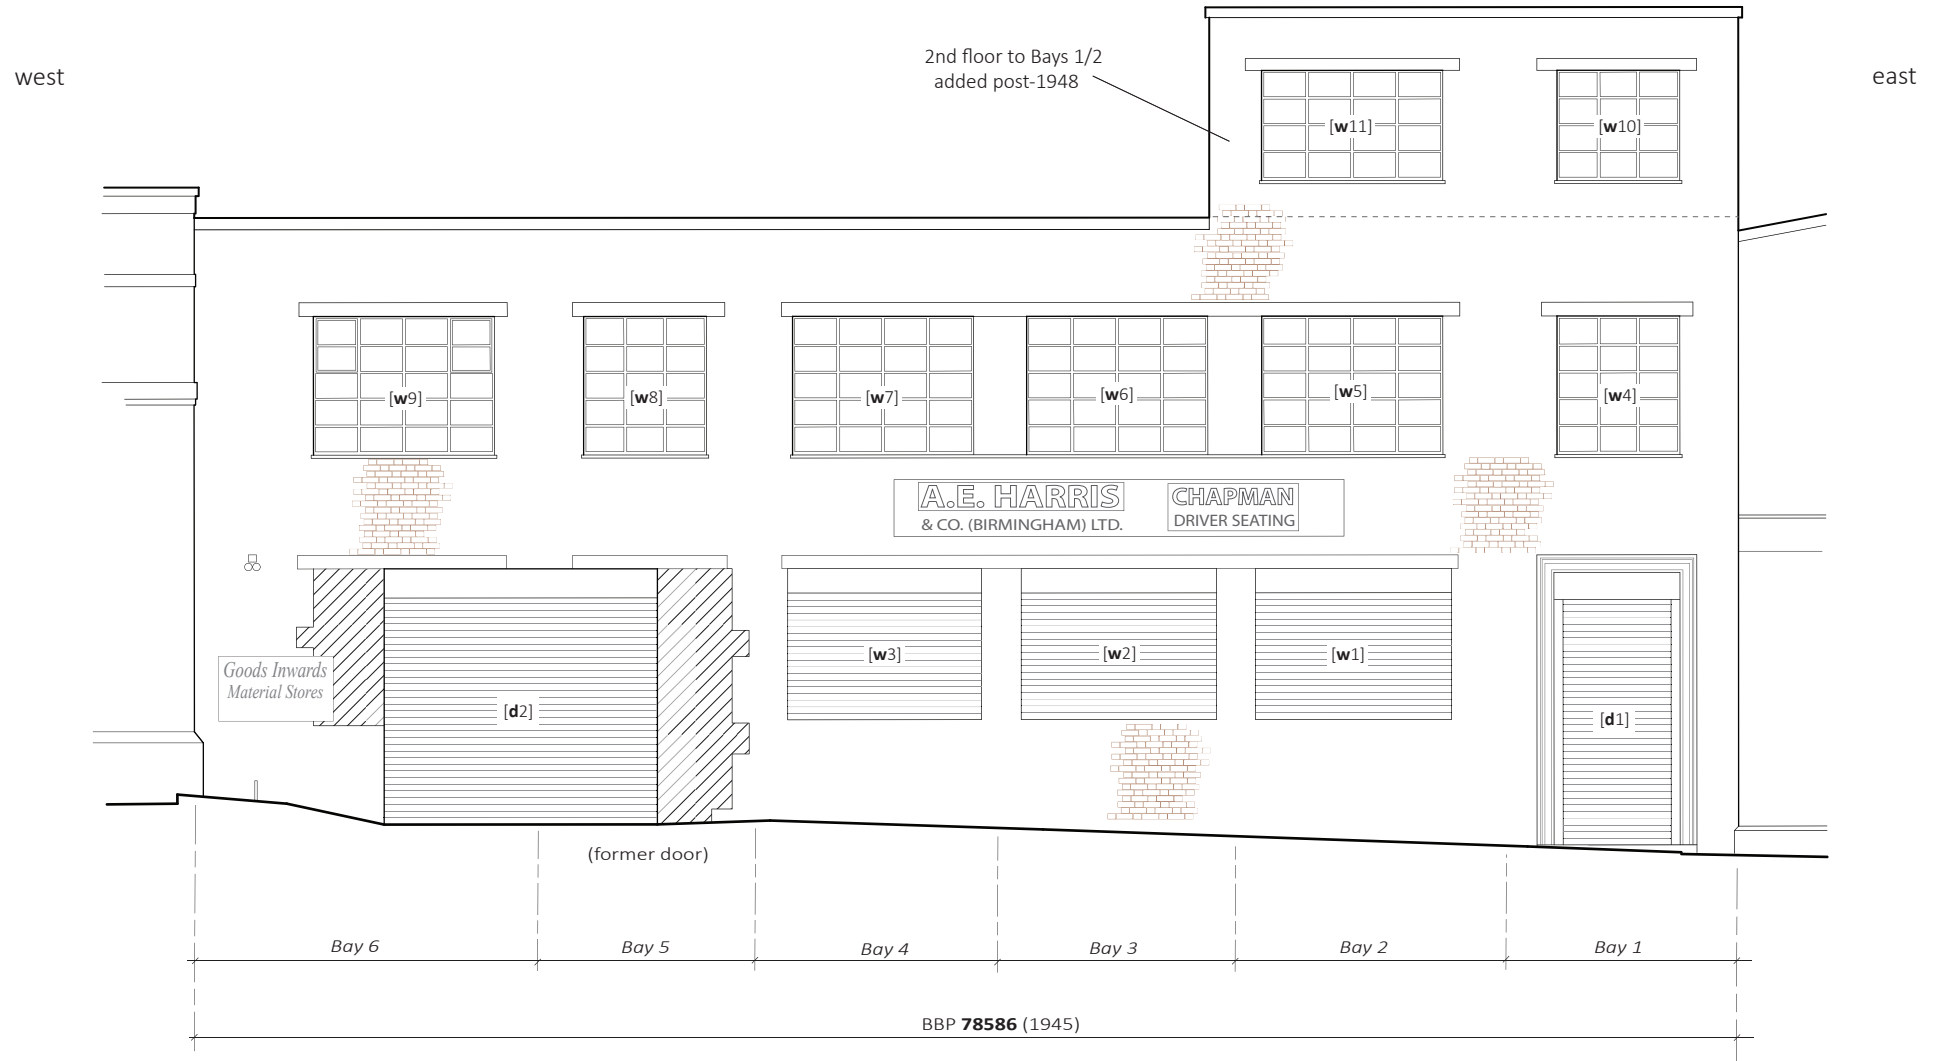 2nd floor to Bays 1/2
added post-1948
west
east
[w11]
[w10]
[w9]
[w8]
[w7]
[w6]
[w5]
[w4]
A.E. HARRIS
& CO. (BIRMINGHAM) LTD.
CHAPMAN
DRIVER SEATING
Goods Inwards
Material Stores
[d2]
[w3]
[w2]
[w1]
[d1]
(former door)
Bay 6
Bay 5
Bay 4
Bay 3
Bay 2
Bay 1
BBP 78586 (1945)